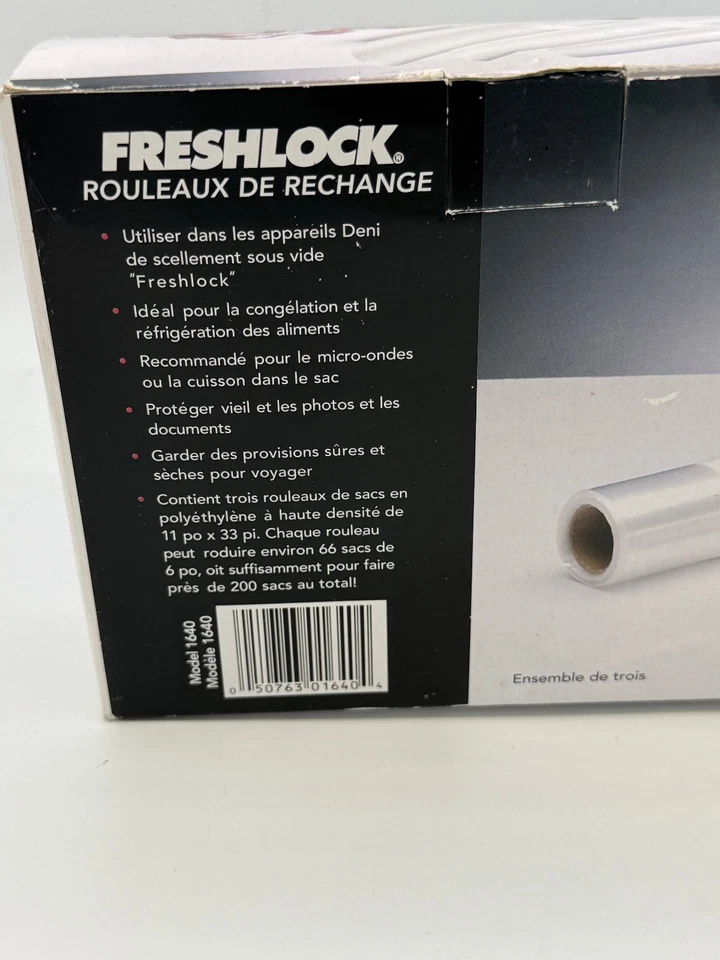 FRESHLOCK®
ROULEAUX DE RECHANGE
• Utiliser dans les appareils Deni
de scellement sous vide
"Freshlock"
• Idéal pour la congélation et la
réfrigération des aliments
• Recommandé pour le micro-ondes
ou la cuisson dans le sac
• Protéger vieil et les photos et les
documents
• Garder des provisions sûres et
sèches pour voyager
• Contient trois rouleaux de sacs en
polyéthylène à haute densité de
11 po x 33 pi. Chaque rouleau
peut roduire environ 66 sacs de
6 po, oit suffisamment pour faire
près de 200 sacs au total!
Model 1640
Modèle 1640
0 50763 01640 4
Ensemble de trois